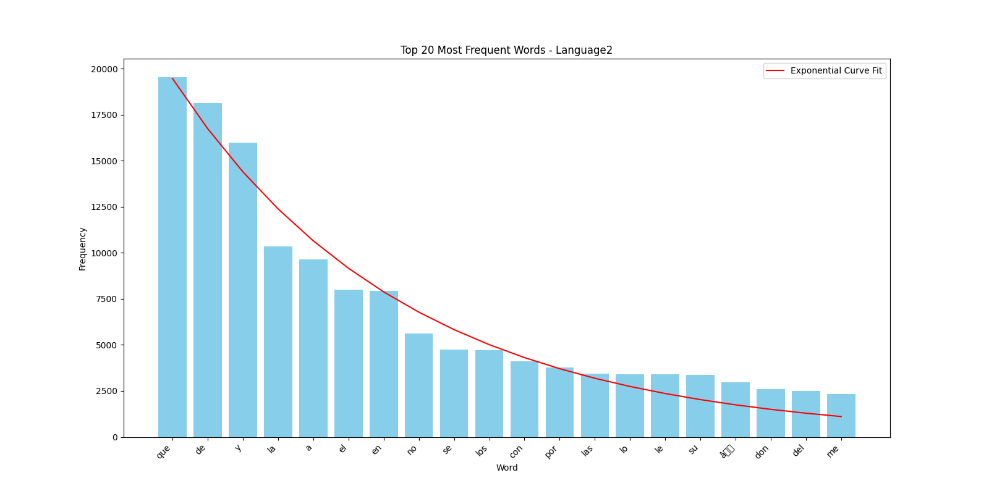 Top 20 Most Frequent Words - Language2
Exponential Curve Fit
Frequency
20000
17500
15000
12500
10000
7500
5000
2500
0
que
de
y
la
a
el
en
no
se
los
con
por
las
lo
le
su
don
del
me
Word